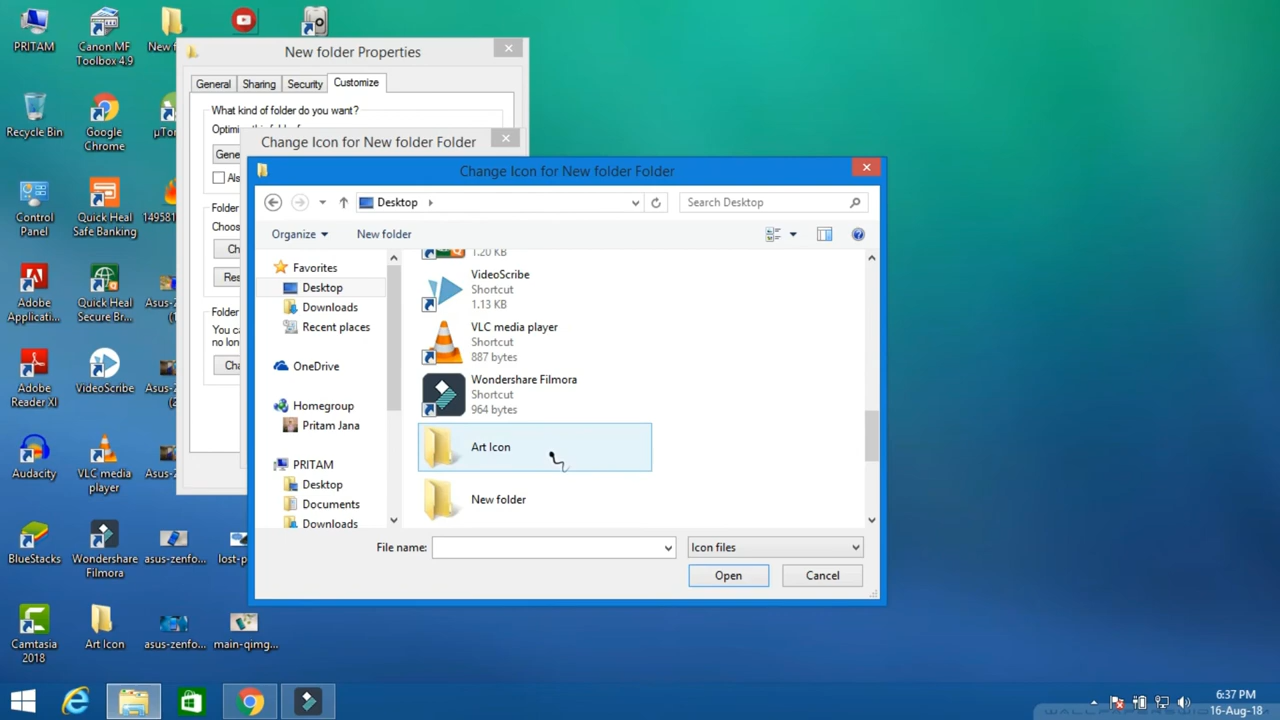 PRITAM
Canon MF
Toolbox 4.9
New f
Recycle Bin
Google
Chrome
µTor
Control
Panel
Quick Heal
Safe Banking
149581
Adobe
Applicati...
Quick Heal
Secure Br...
Asus-
Adobe
Reader XI
VideoScribe
Asus-z
(2
Audacity
VLC media
player
Asus-z
BlueStacks
Wondershare
Filmora
asus-zenfo...
lost-p
Camtasia
2018
Art Icon
asus-zenfo...
main-qimg...
New folder Properties
General
Sharing
Security
Customize
What kind of folder do you want?
Optimi
Gene
Als
Folder
Choos
Ch
Res
Folder
You ca
no lon
Cha
Change Icon for New folder Folder
Change Icon for New folder Folder
Desktop
Search Desktop
Organize
New folder
Favorites
Desktop
Downloads
Recent places
OneDrive
Homegroup
Pritam Jana
PRITAM
Desktop
Documents
Downloads
1.20 KB
VideoScribe
Shortcut
1.13 KB
VLC media player
Shortcut
887 bytes
Wondershare Filmora
Shortcut
964 bytes
Art Icon
New folder
File name:
Icon files
Open
Cancel
6:37 PM
16-Aug-18